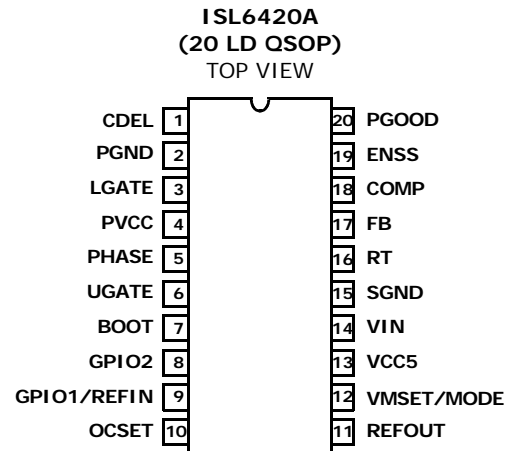 ISL6420A
(20 LD QSOP)
TOP VIEW
CDEL 1 20 PGOOD
PGND 2 19 ENSS
LGATE 3 18 COMP
PVCC 4 17 FB
PHASE 5 16 RT
UGATE 6 15 SGND
BOOT 7 14 VIN
GPIO2 8 13 VCC5
GPIO1/REFIN 9 12 VMSET/MODE
OCSET 10 11 REFOUT